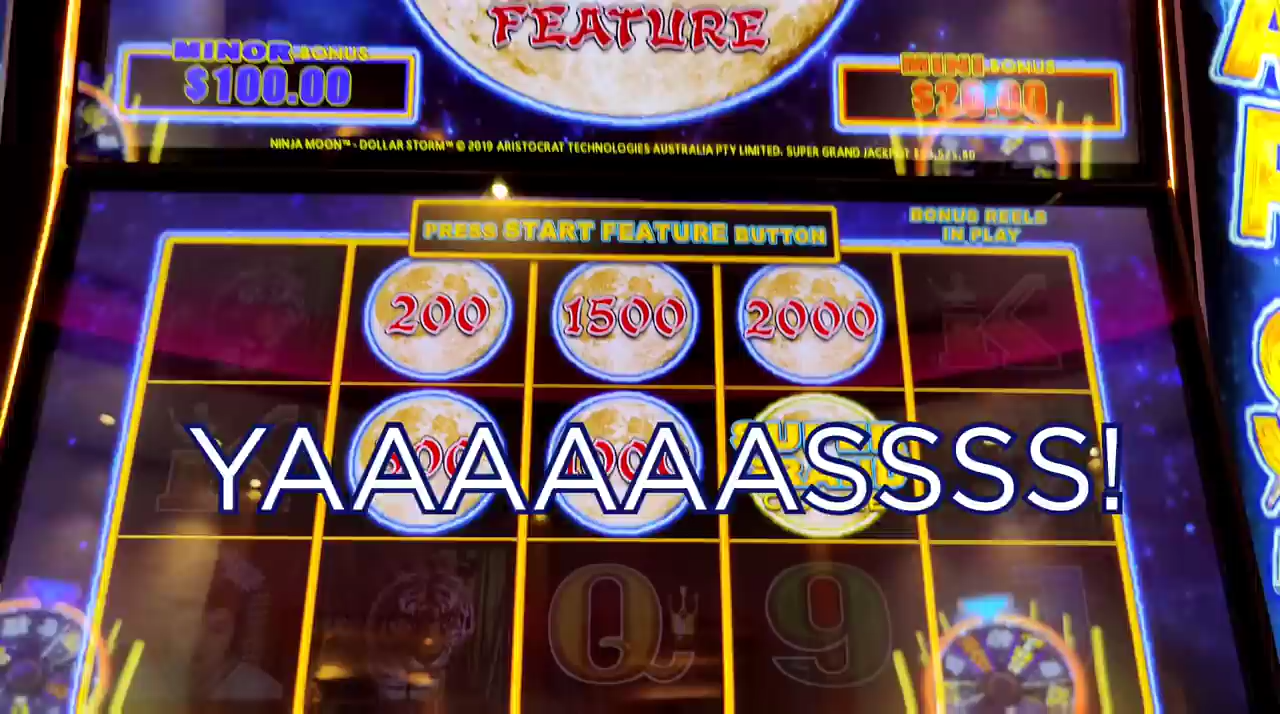 FEATURE
MINOR BONUS
$100.00
MINI BONUS
NINJA MOON™ - DOLLAR STORM™ © 2019 ARISTOCRAT TECHNOLOGIES AUSTRALIA PTY LIMITED. SUPER GRAND JACKPOT
PRESS START FEATURE BUTTON
BONUS REELS
IN PLAY
200
1500
2000
K
YAAAAAASSSS!
Q
9